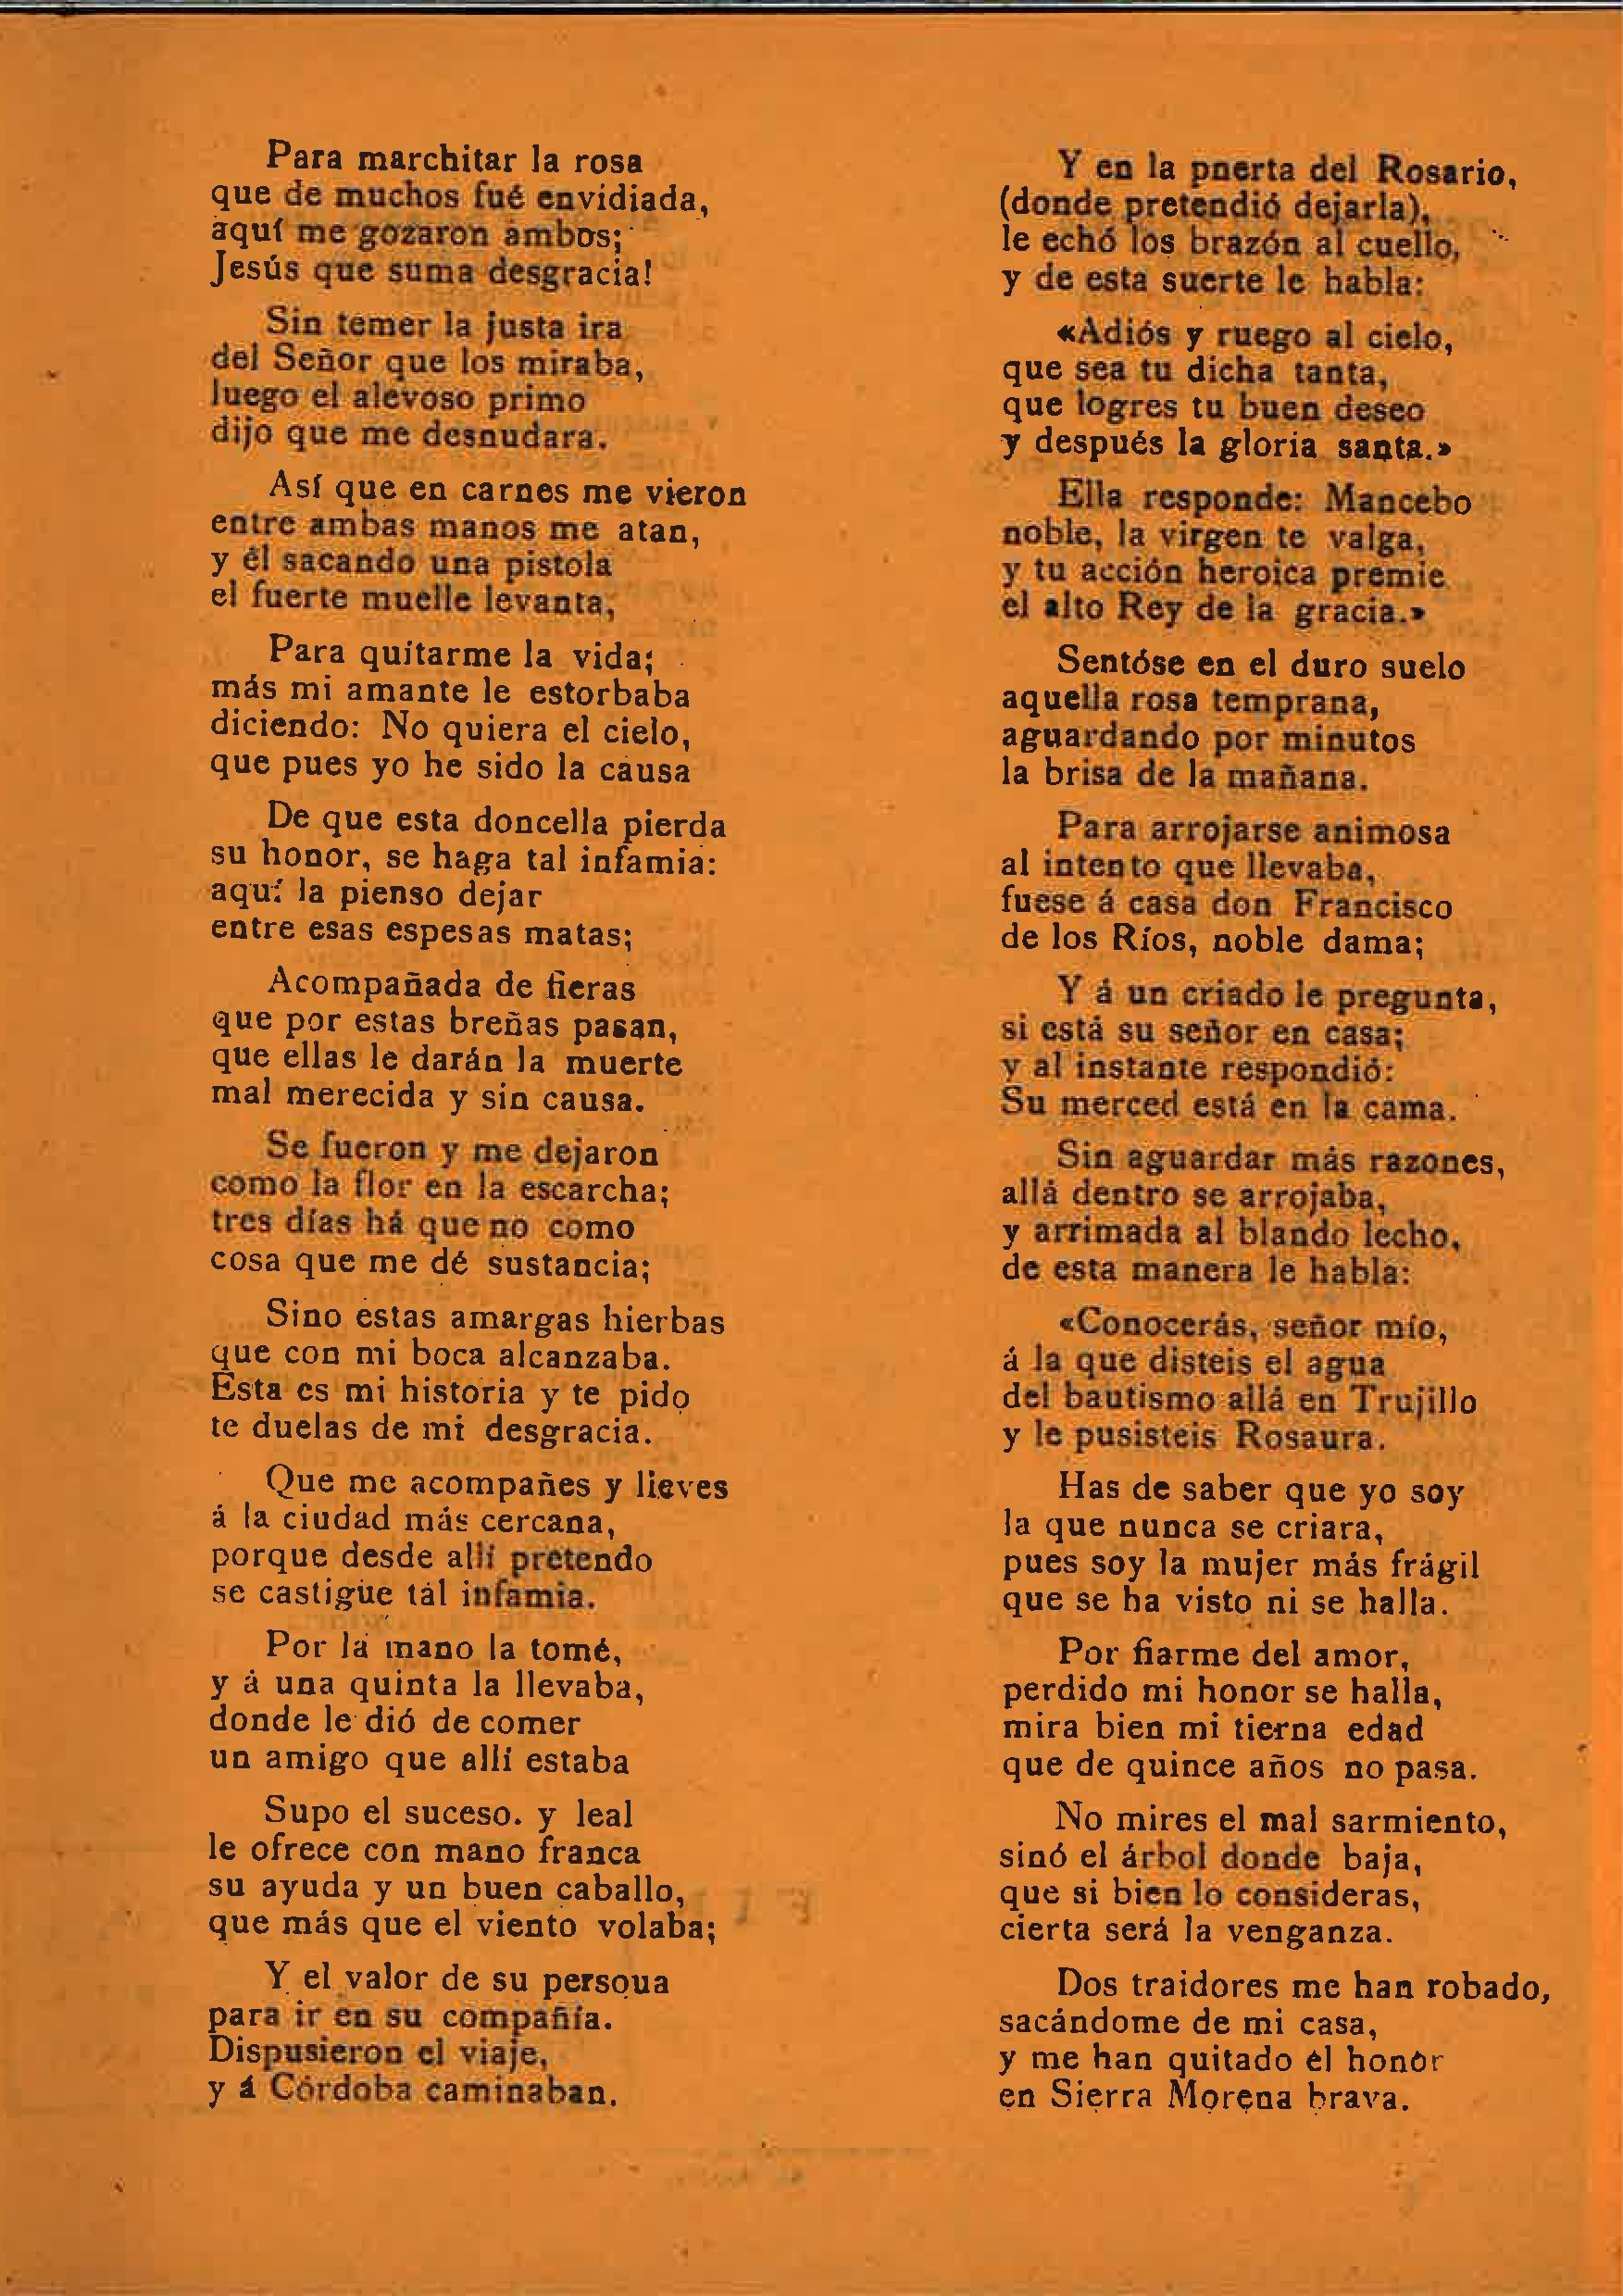 Para marchitar la rosa
que de muchos fué envidiada,
aquí me gozaron ambos;
Jesús que suma desgracia!
Sin temer la justa ira
del Señor que los miraba,
luego el alevoso primo
dijo que me desnudara.
Así que en carnes me vieron
entre ambas manos me atan,
y él sacando una pistola
el fuerte muelle levanta,
Para quitarme la vida;
más mi amante le estorbaba
diciendo: No quiera el cielo,
que pues yo he sido la causa
De que esta doncella pierda
su honor, se haga tal infamia:
aquí la pienso dejar
entre esas espesas matas;
Acompañada de fieras
que por estas breñas pasan,
que ellas le darán la muerte
mal merecida y sin causa.
Se fueron y me dejaron
como la flor en la escarcha;
tres días há que no como
cosa que me dé sustancia;
Sino estas amargas hierbas
que con mi boca alcanzaba.
Esta es mi historia y te pido
te duelas de mi desgracia.
Que me acompañes y lleves
á la ciudad más cercana,
porque desde allí pretendo
se castigue tal infamia.
Por la mano la tomé,
y á una quinta la llevaba,
donde le dió de comer
un amigo que allí estaba
Supo el suceso. y leal
le ofrece con mano franca
su ayuda y un buen caballo,
que más que el viento volaba;
Y el valor de su persoua
para ir en su compañía.
Dispusieron el viaje,
y á Córdoba caminaban.
Y en la pnerta del Rosario,
(donde pretendió dejarla),
le echó los brazón al cuello,
y de esta suerte le habla:
«Adiós y ruego al cielo,
que sea tu dicha tanta,
que logres tu buen deseo
y después la gloria santa.»
Ella responde: Mancebo
noble, la virgen te valga,
y tu acción heroica premie
el alto Rey de la gracia.»
Sentóse en el duro suelo
aquella rosa temprana,
aguardando por minutos
la brisa de la mañana.
Para arrojarse animosa
al intento que llevaba,
fuese á casa don Francisco
de los Ríos, noble dama;
Y á un criado le pregunta,
si está su señor en casa;
y al instante respondió:
Su merced está en la cama.
Sin aguardar más razones,
allá dentro se arrojaba,
y arrimada al blando lecho,
de esta manera le habla:
«Conocerás, señor mío,
á la que disteis el agua
del bautismo allá en Trujillo
y le pusisteis Rosaura.
Has de saber que yo soy
la que nunca se criara,
pues soy la mujer más frágil
que se ha visto ni se halla.
Por fiarme del amor,
perdido mi honor se halla,
mira bien mi tierna edad
que de quince años no pasa.
No mires el mal sarmiento,
sinó el árbol donde baja,
que si bien lo consideras,
cierta será la venganza.
Dos traidores me han robado,
sacándome de mi casa,
y me han quitado el honor
en Sierra Morena brava.